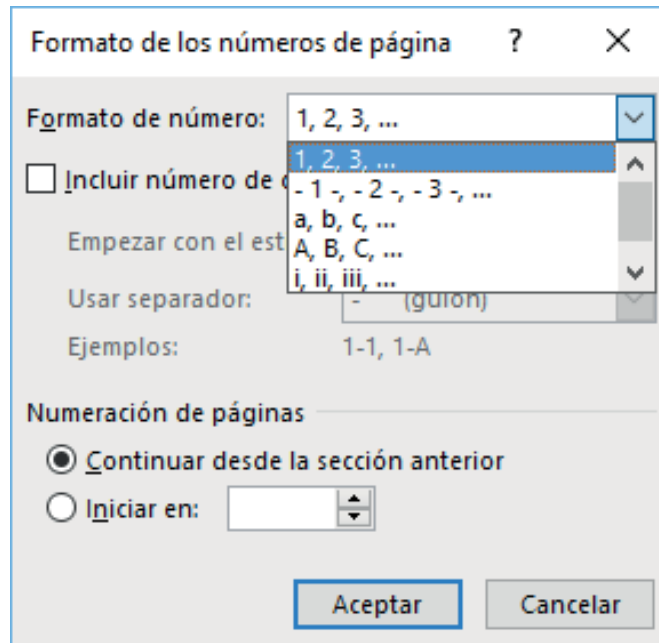 Formato de los números de página ? X
Formato de número: 1, 2, 3, ...
1, 2, 3, ...
Incluir número de
- 1 -, - 2 -, - 3 -, ...
a, b, c, ...
Empezar con el est
A, B, C, ...
i, ii, iii, ...
Usar separador: - (guion)
Ejemplos: 1-1, 1-A
Numeración de páginas
Continuar desde la sección anterior
Iniciar en:
Aceptar Cancelar